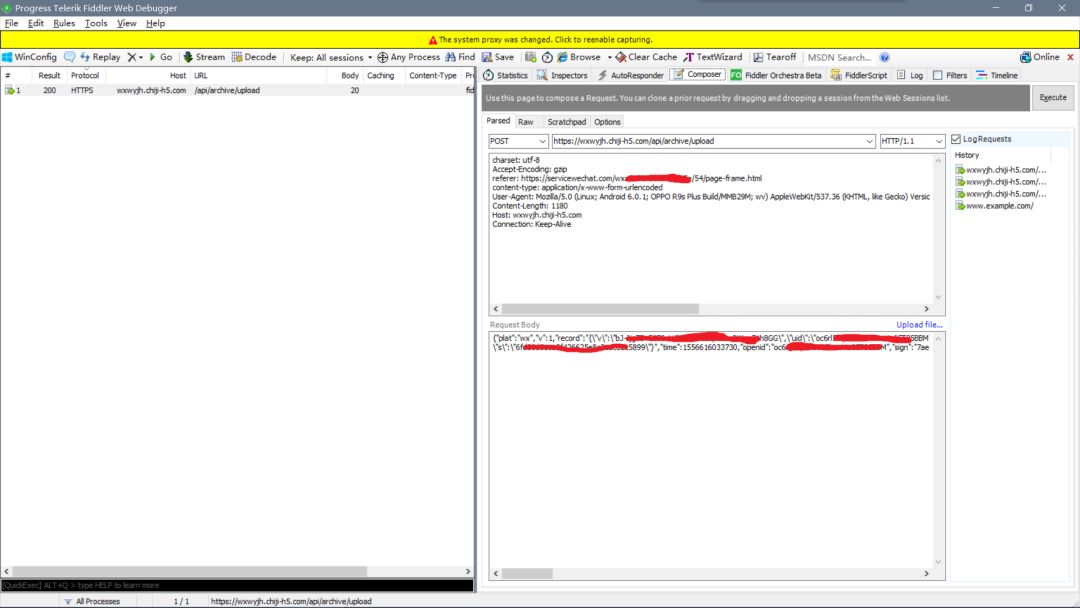 Progress Telerik Fiddler Web Debugger
File Edit Rules Tools View Help
The system proxy was changed. Click to reenable capturing.
WinConfig Replay Go Stream Decode Keep: All sessions Any Process Find Save Browse Clear Cache TextWizard Tearoff MSDN Search... Online
# Result Protocol Host URL Body Caching Content-Type
1 200 HTTPS wxwyjh.chiji-h5.com /api/archive/upload 20 fid
Statistics Inspectors AutoResponder Composer FO Fiddler Orchestra Beta FiddlerScript Log Filters Timeline
Use this page to compose a Request. You can clone a prior request by dragging and dropping a session from the Web Sessions list.
Execute
Parsed Raw Scratchpad Options
POST https://wxwyjh.chiji-h5.com/api/archive/upload HTTP/1.1
Log Requests
History
wxwyjh.chiji-h5.com/...
wxwyjh.chiji-h5.com/...
wxwyjh.chiji-h5.com/...
www.example.com/
charset: utf-8
Accept-Encoding: gzip
referer: https://servicewechat.com/wx /54/page-frame.html
content-type: application/x-www-form-urlencoded
User-Agent: Mozilla/5.0 (Linux; Android 6.0.1; OPPO R9s Plus Build/MMB29M; wv) AppleWebKit/537.36 (KHTML, like Gecko) Versic
Content-Length: 1180
Host: wxwyjh.chiji-h5.com
Connection: Keep-Alive
Request Body Upload file...
{"plat":"wx","v":1,"record":"{\"v\":\"bJ- h8GG\",\"uid\":\"oc6rl
\"s\":\"6f 5899\"}","time":1556616033730,"openid":"oc6 M","sign":"7ae
[QuickExec] ALT+Q > type HELP to learn more
All Processes 1 / 1 https://wxwyjh.chiji-h5.com/api/archive/upload